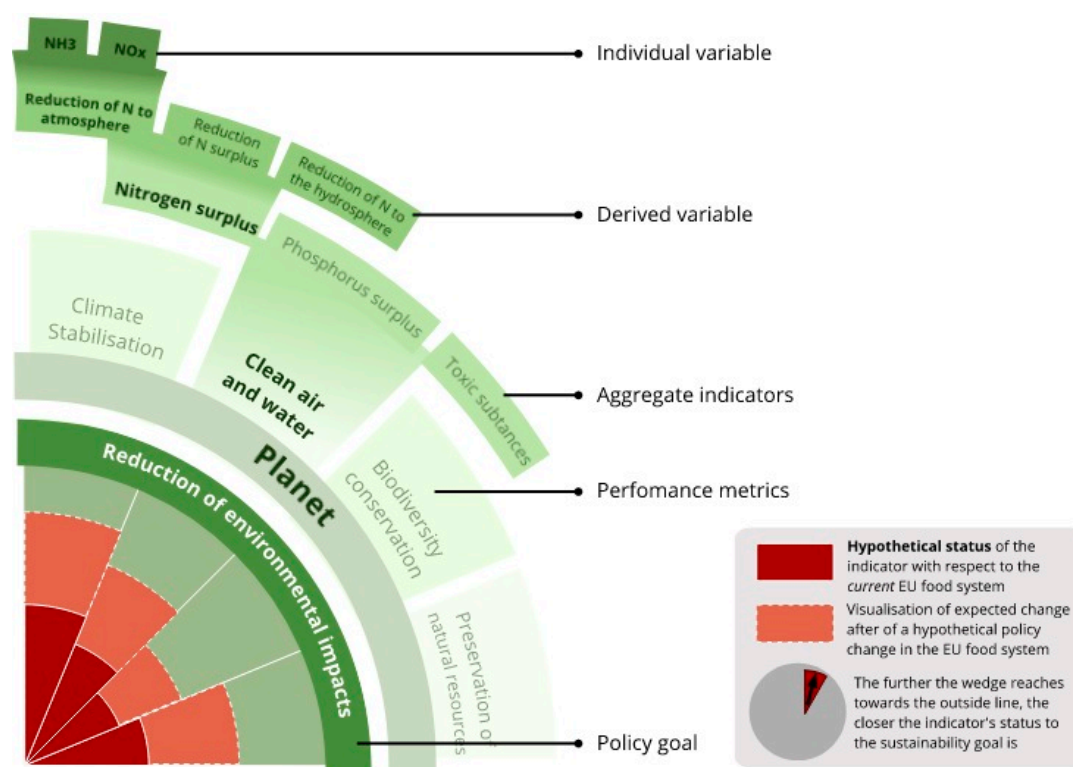 NH3
NOx
Individual variable
Reduction of N to
atmosphere
Reduction
of N surplus
Reduction of N to
the hydrosphere
Nitrogen surplus
Derived variable
Phosphorus surplus
Climate
Stabilisation
Clean air
and water
Toxic subtances
Aggregate indicators
Planet
Biodiversity
conservation
Perfomance metrics
Reduction of environmental impacts
Preservation of
natural resources
Policy goal
Hypothetical status of the
indicator with respect to the
current EU food system
Visualisation of expected change
after of a hypothetical policy
change in the EU food system
The further the wedge reaches
towards the outside line, the
closer the indicator's status to
the sustainability goal is